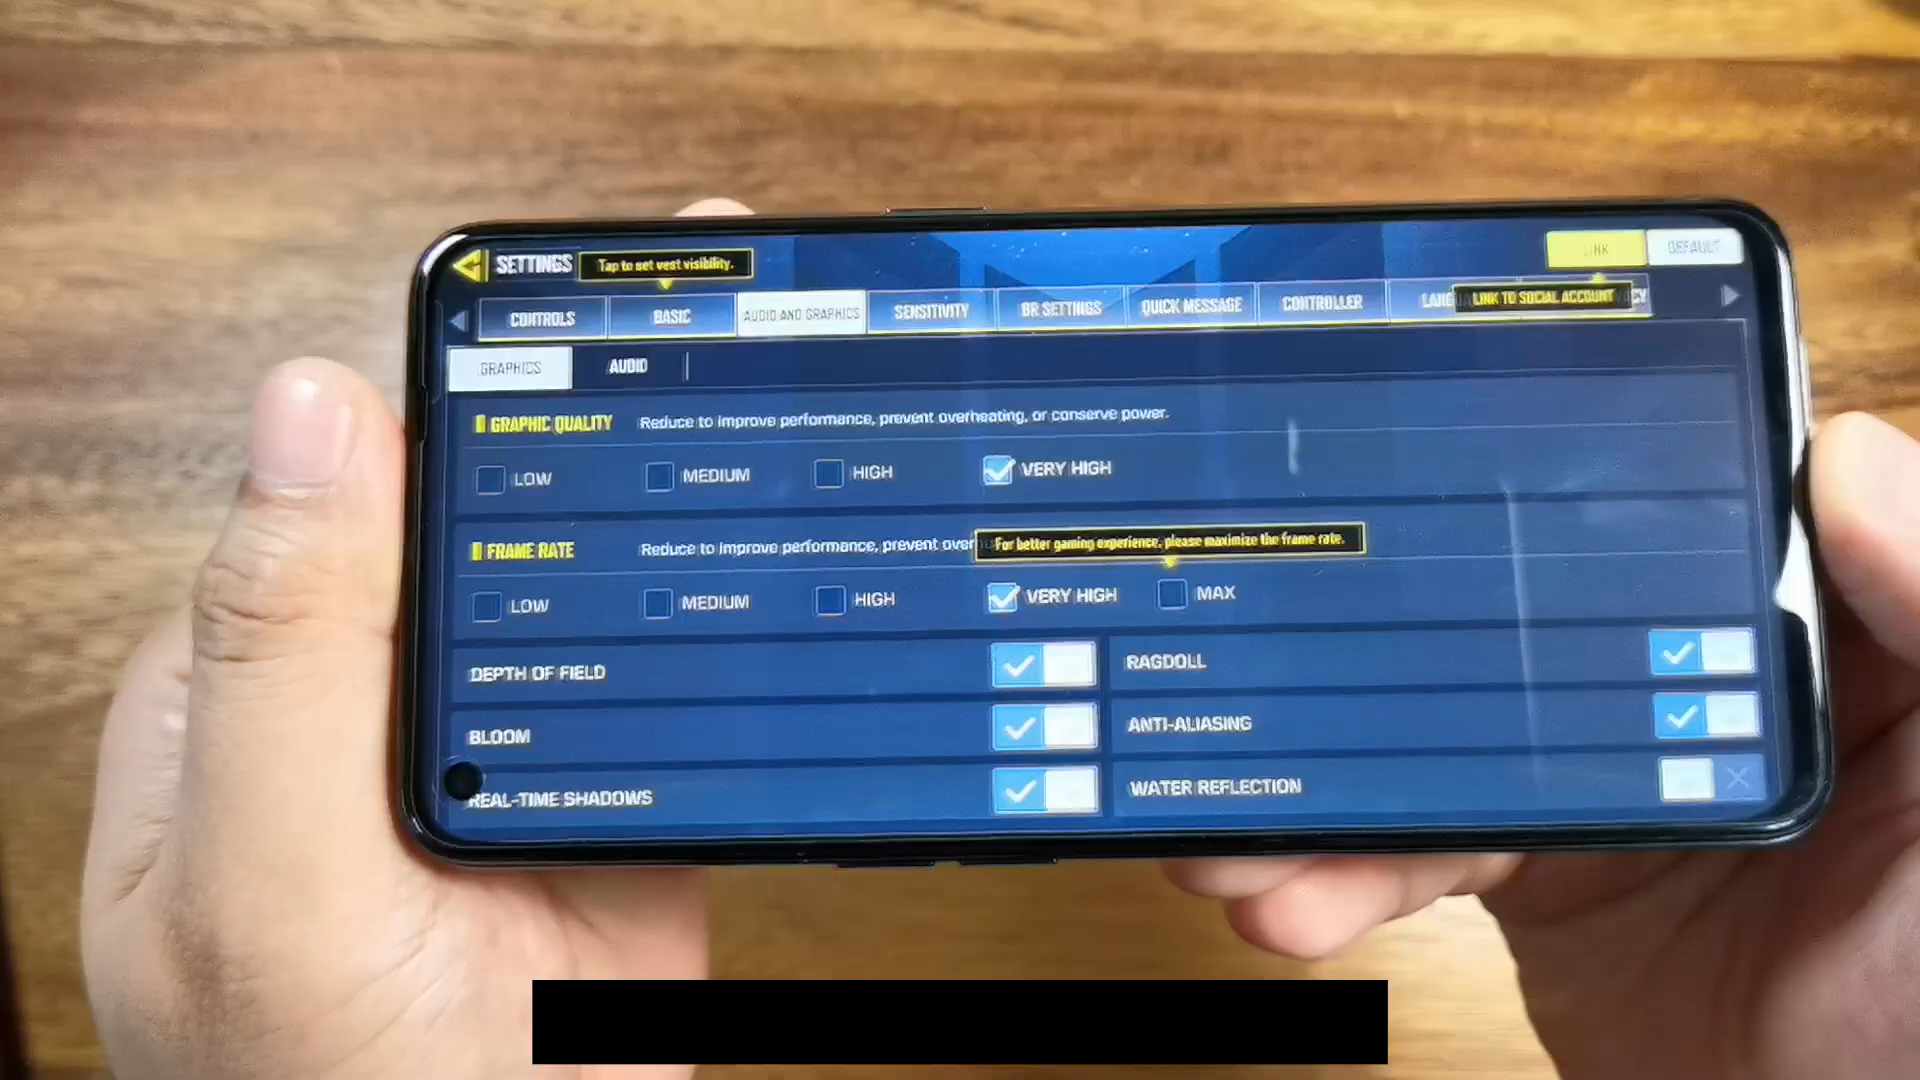 SETTINGS
Tap to set vest visibility.
LINK
DEFAULT
CONTROLS
BASIC
AUDIO AND GRAPHICS
SENSITIVITY
BR SETTINGS
QUICK MESSAGE
CONTROLLER
LINK TO SOCIAL ACCOUNT
GRAPHICS
AUDIO
GRAPHIC QUALITY
Reduce to improve performance, prevent overheating, or conserve power.
LOW
MEDIUM
HIGH
VERY HIGH
FRAME RATE
Reduce to improve performance, prevent
For better gaming experience, please maximize the frame rate.
LOW
MEDIUM
HIGH
VERY HIGH
MAX
DEPTH OF FIELD
RAGDOLL
BLOOM
ANTI-ALIASING
REAL-TIME SHADOWS
WATER REFLECTION